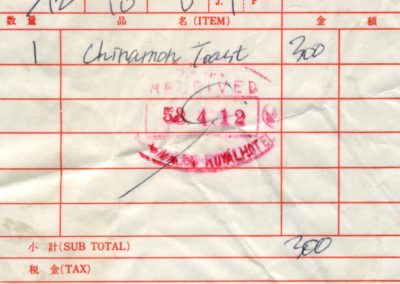 数量 品 名 (ITEM) 金 額
1 Chinamon Toast 300
RECEIVED
58.4.12
ROYAL HOTEL
小 計 (SUB TOTAL) 300
税 金 (TAX)